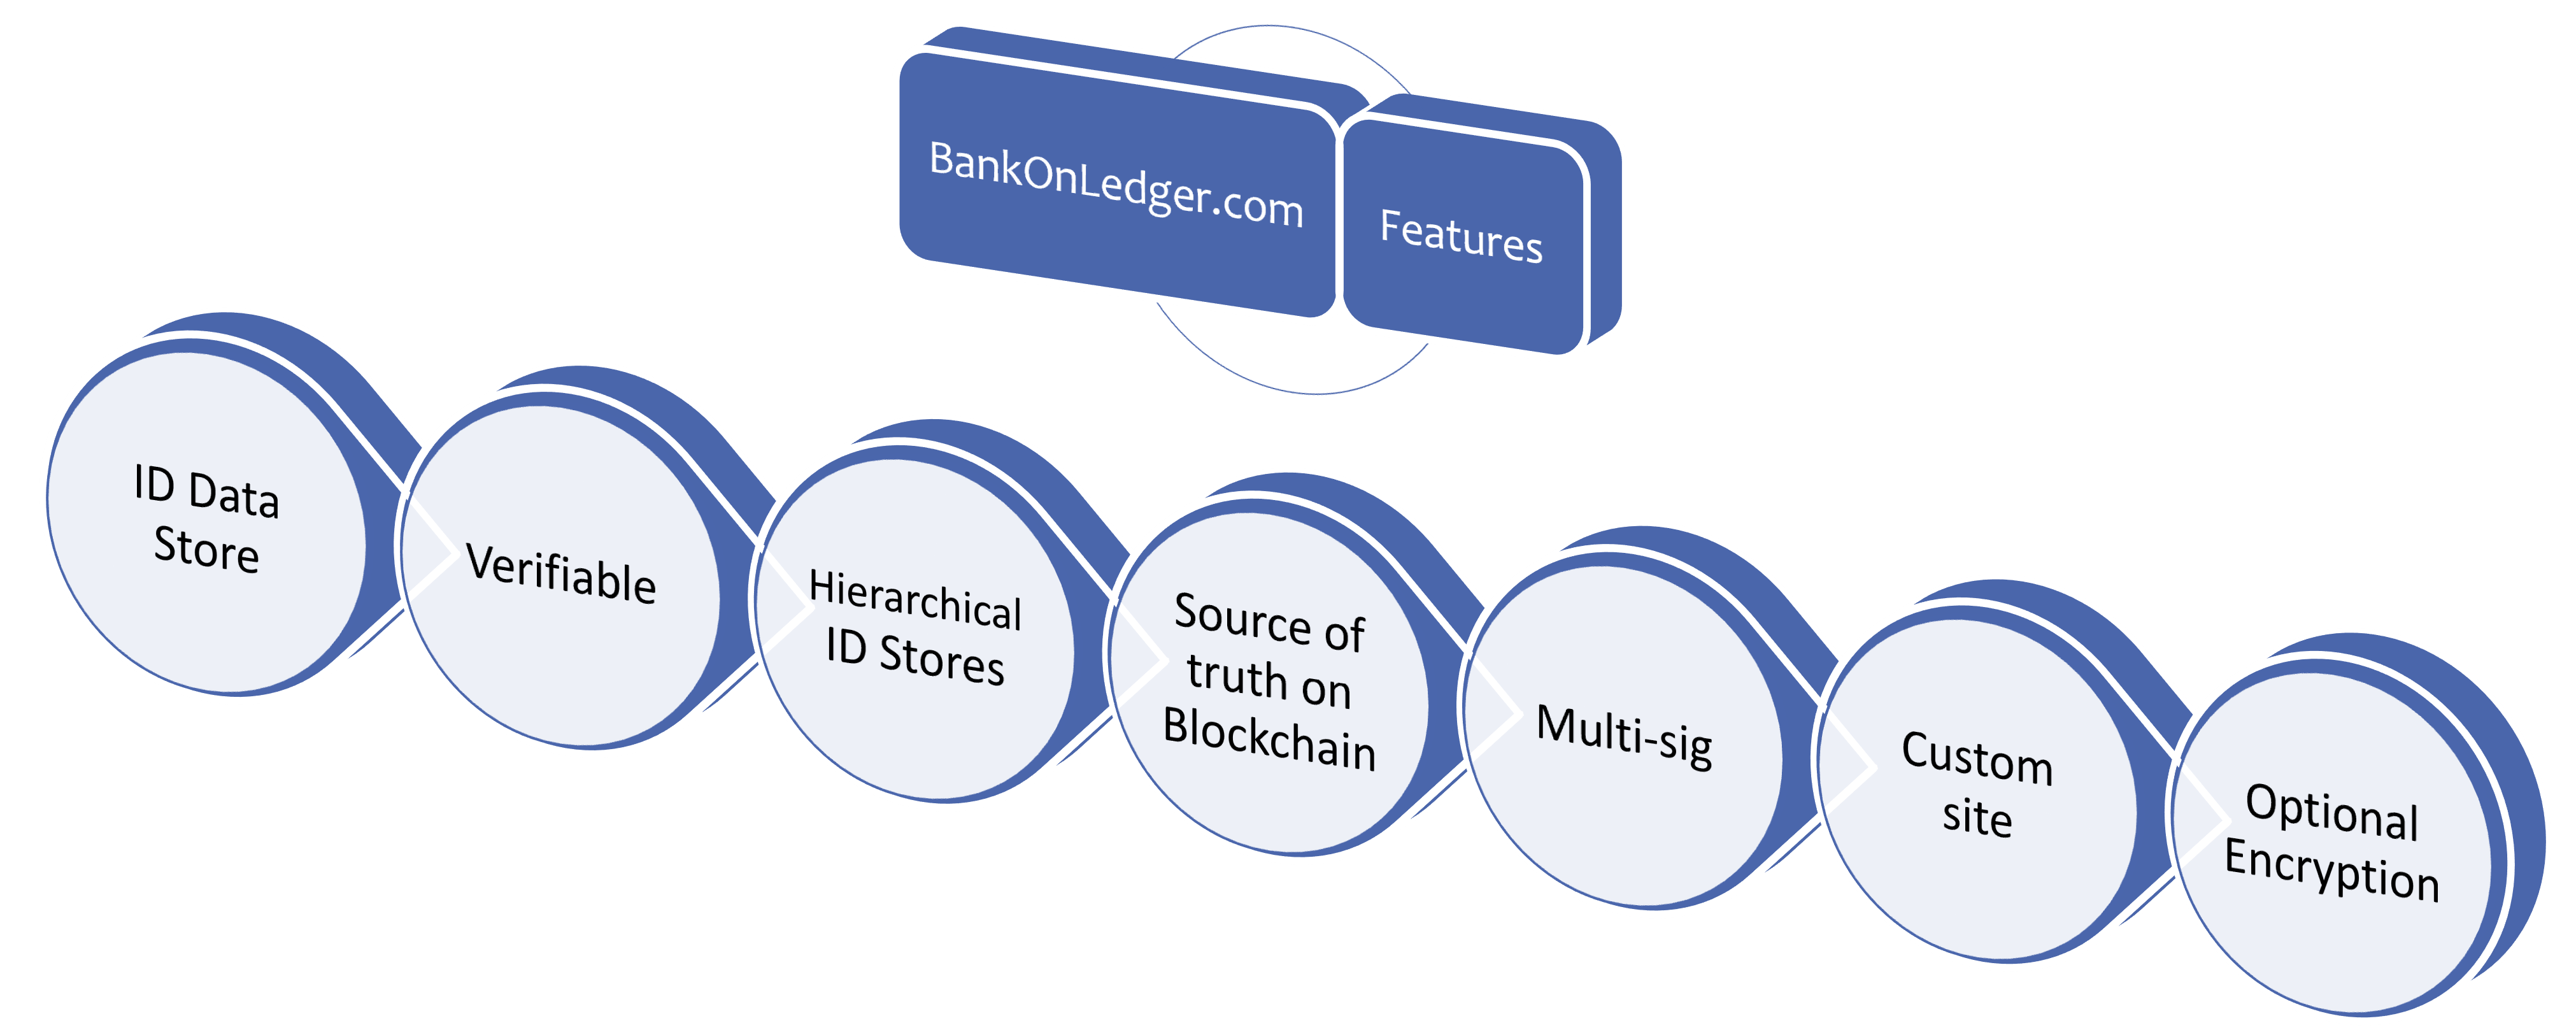 BankOnLedger.com
Features
ID Data
Store
Verifiable
Hierarchical
ID Stores
Source of
truth on
Blockchain
Multi-sig
Custom
site
Optional
Encryption